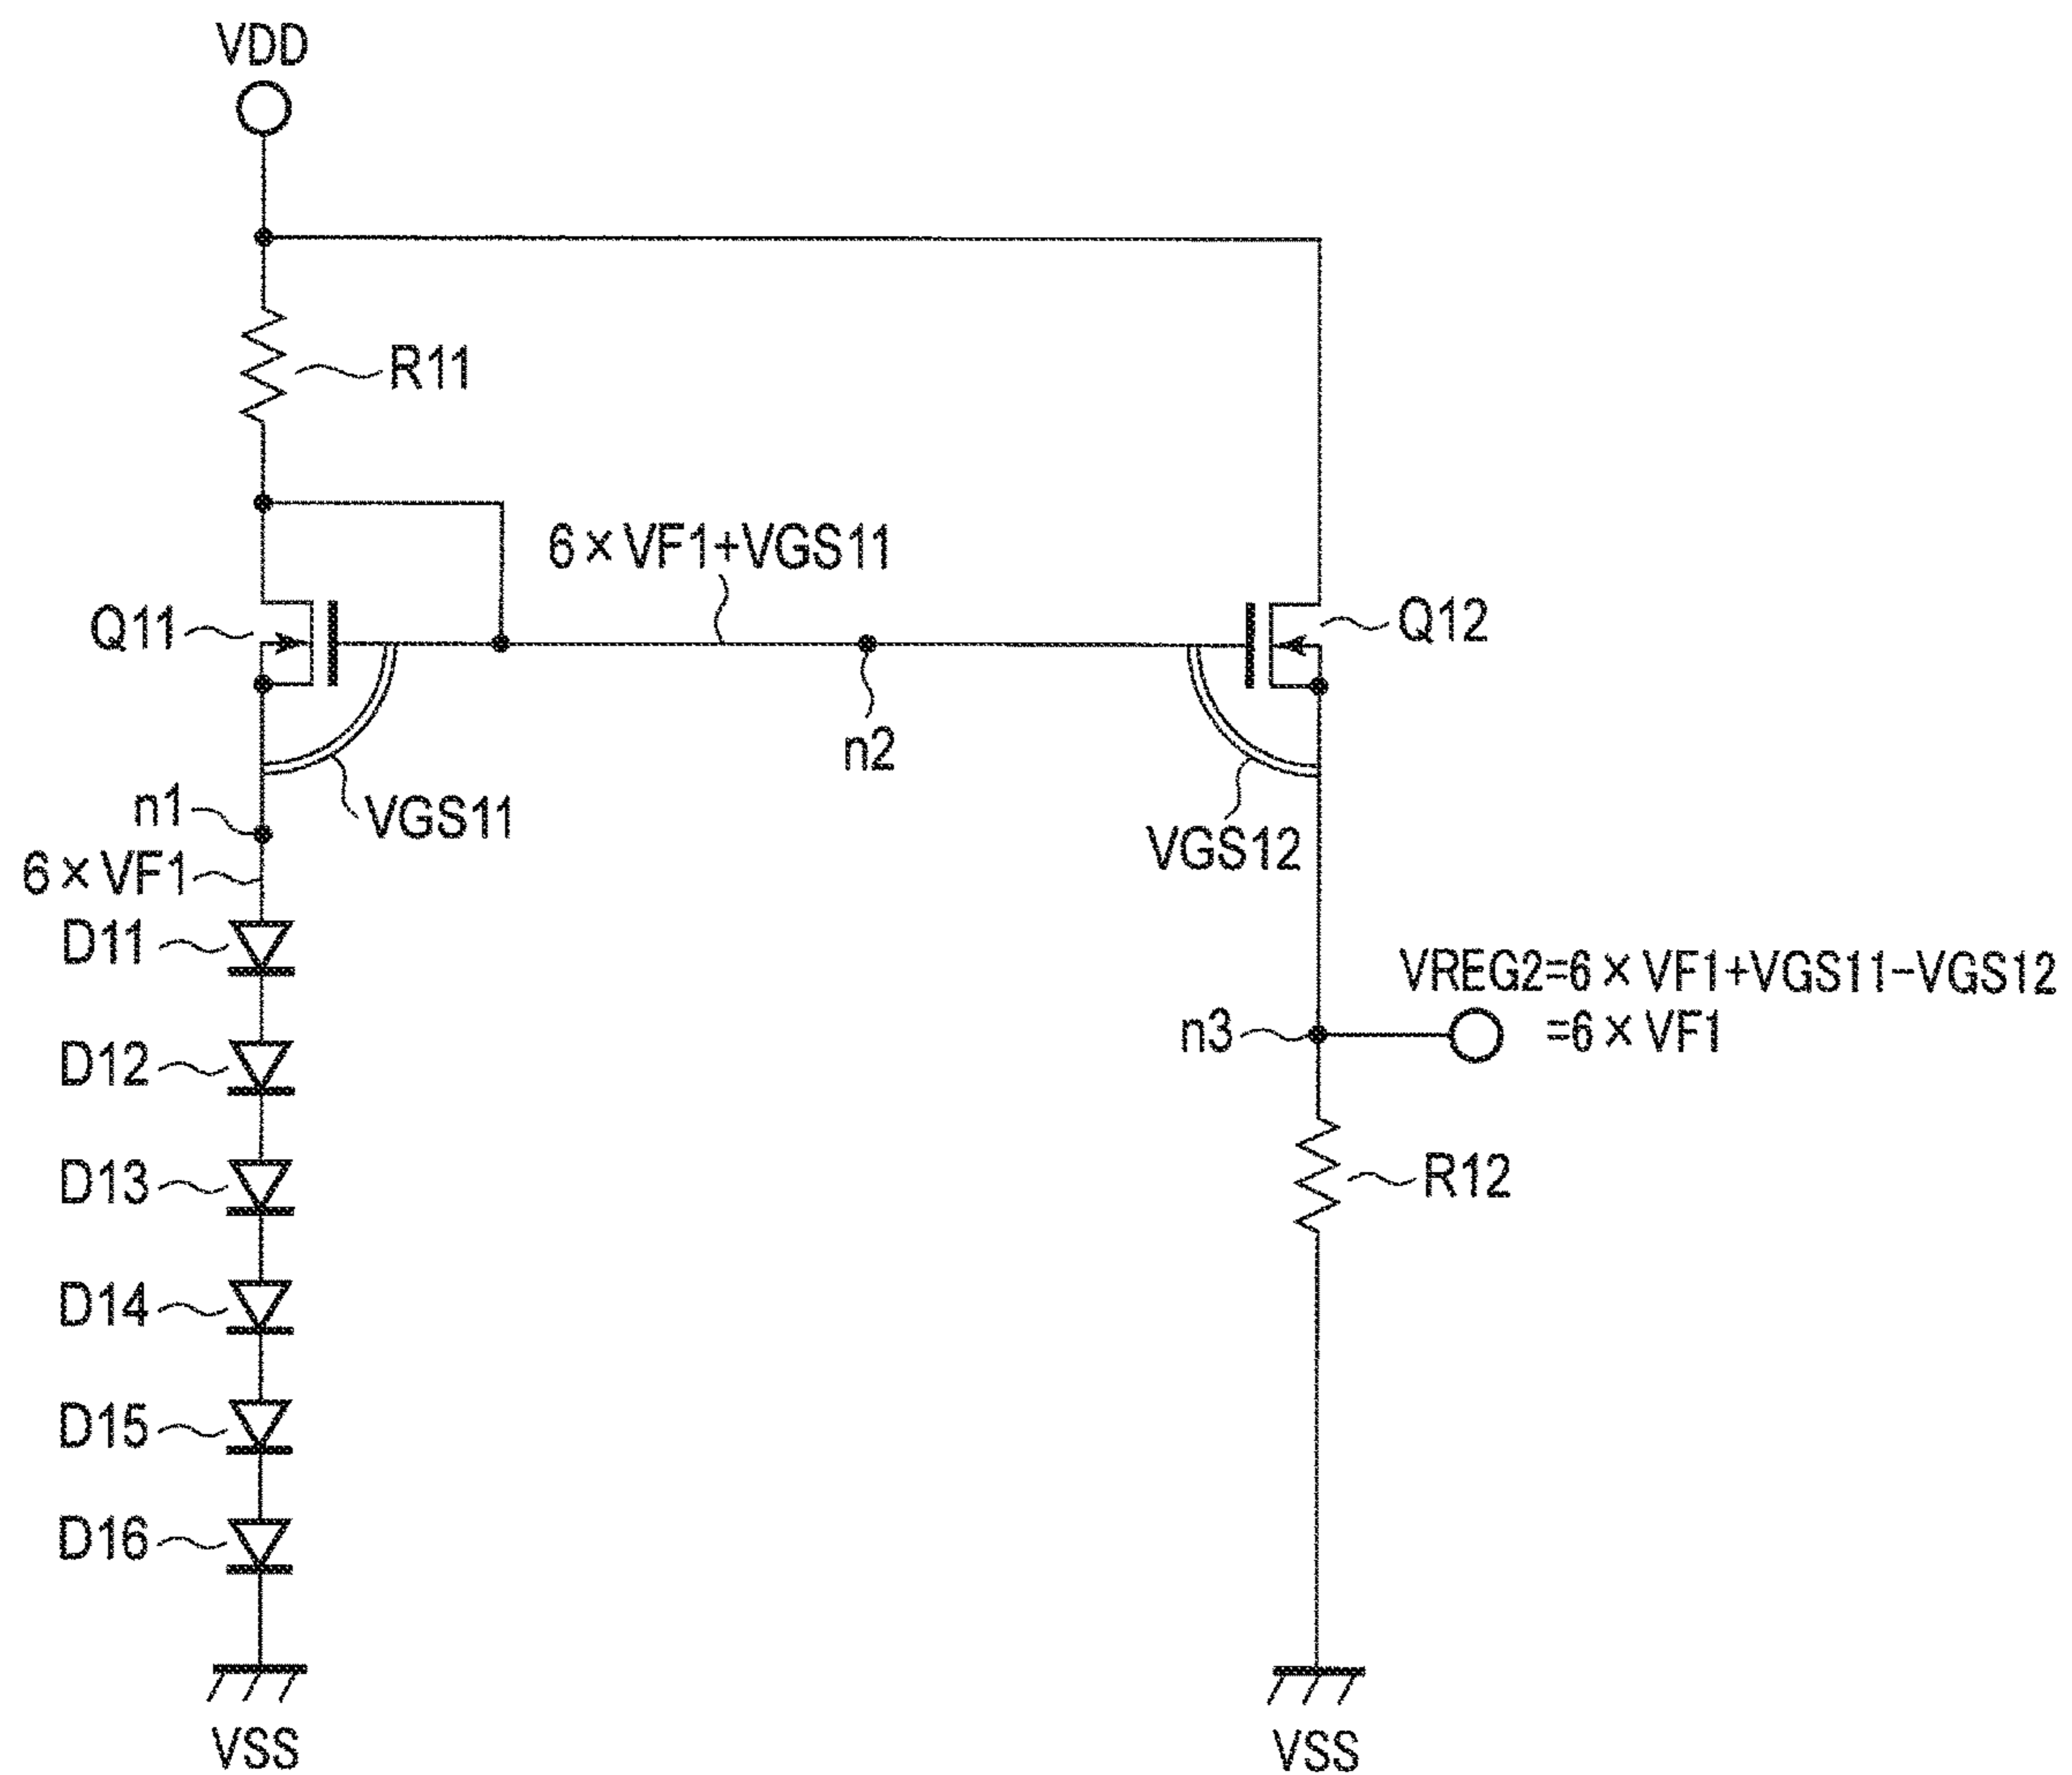 VDD
R11
6×VF1+VGS11
Q11
Q12
n2
n1
VGS11
VGS12
6×VF1
D11
VREG2=6×VF1+VGS11-VGS12
=6×VF1
n3
D12
D13
R12
D14
D15
D16
VSS
VSS